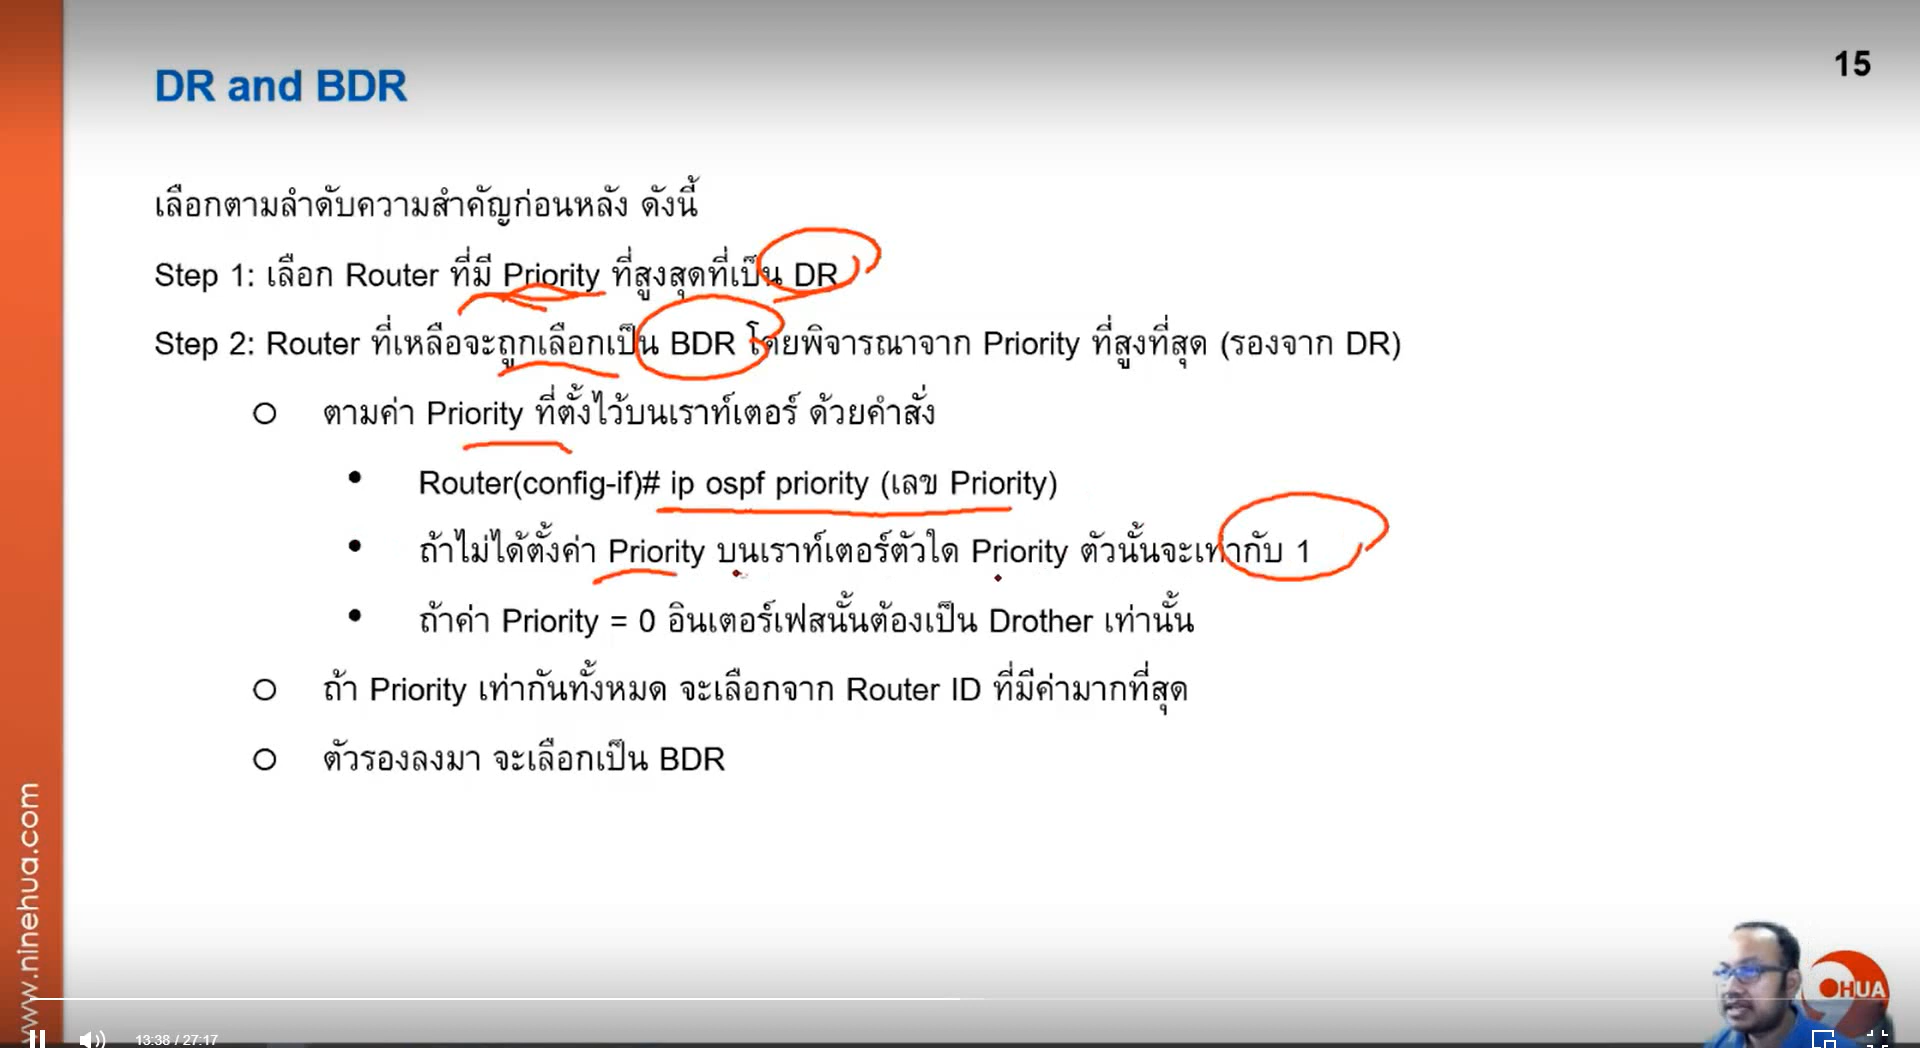 15
DR and BDR
เลือกตามลำดับความสำคัญก่อนหลัง ดังนี้
Step 1: เลือก Router ที่มี Priority ที่สูงสุดที่เป็น DR
Step 2: Router ที่เหลือจะถูกเลือกเป็น BDR โดยพิจารณาจาก Priority ที่สูงที่สุด (รองจาก DR)
ตามค่า Priority ที่ตั้งไว้บนเราท์เตอร์ ด้วยคำสั่ง
Router(config-if)# ip ospf priority (เลข Priority)
ถ้าไม่ได้ตั้งค่า Priority บนเราท์เตอร์ตัวใด Priority ตัวนั้นจะเท่ากับ 1
ถ้าค่า Priority = 0 อินเตอร์เฟสนั้นต้องเป็น Drother เท่านั้น
ถ้า Priority เท่ากันทั้งหมด จะเลือกจาก Router ID ที่มีค่ามากที่สุด
ตัวรองลงมา จะเลือกเป็น BDR
www.ninehua.com
HUA
13:38 / 27:17